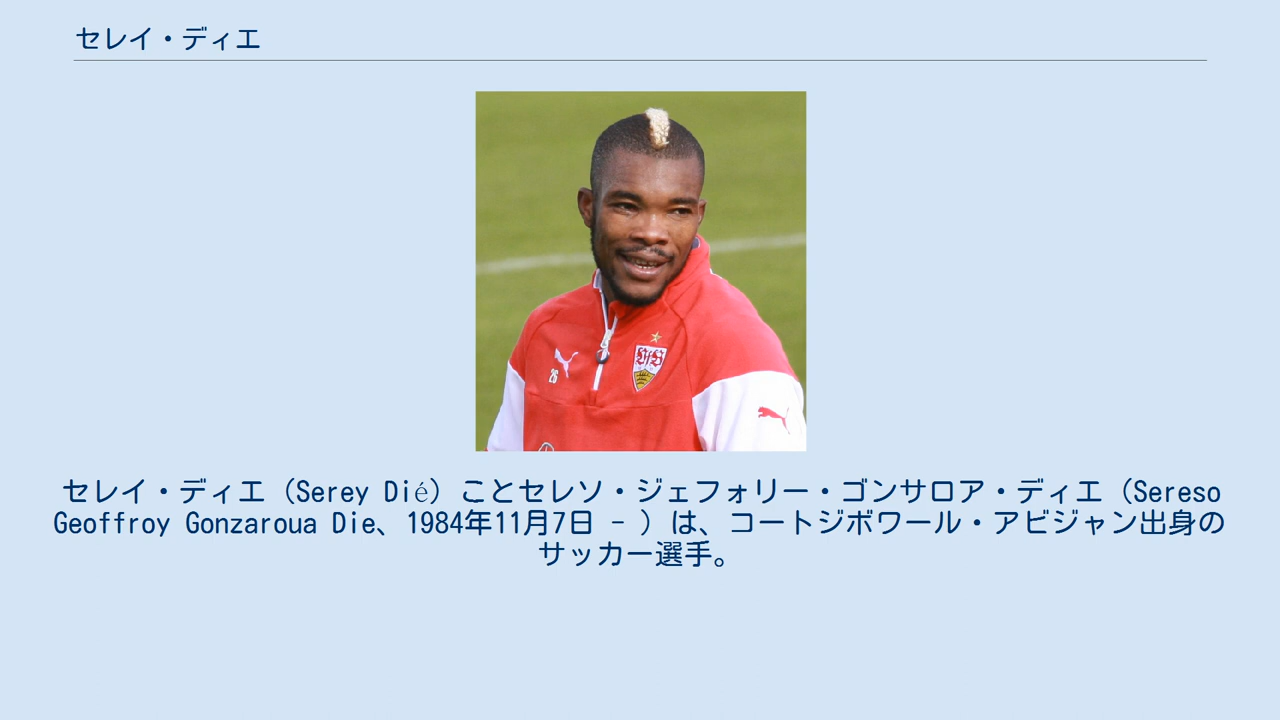 セレイ・ディエ
26
セレイ・ディエ（Serey Dié）ことセレソ・ジェフォリー・ゴンサロア・ディエ（Sereso
Geoffroy Gonzaroua Die、1984年11月7日 - ）は、コートジボワール・アビジャン出身の
サッカー選手。